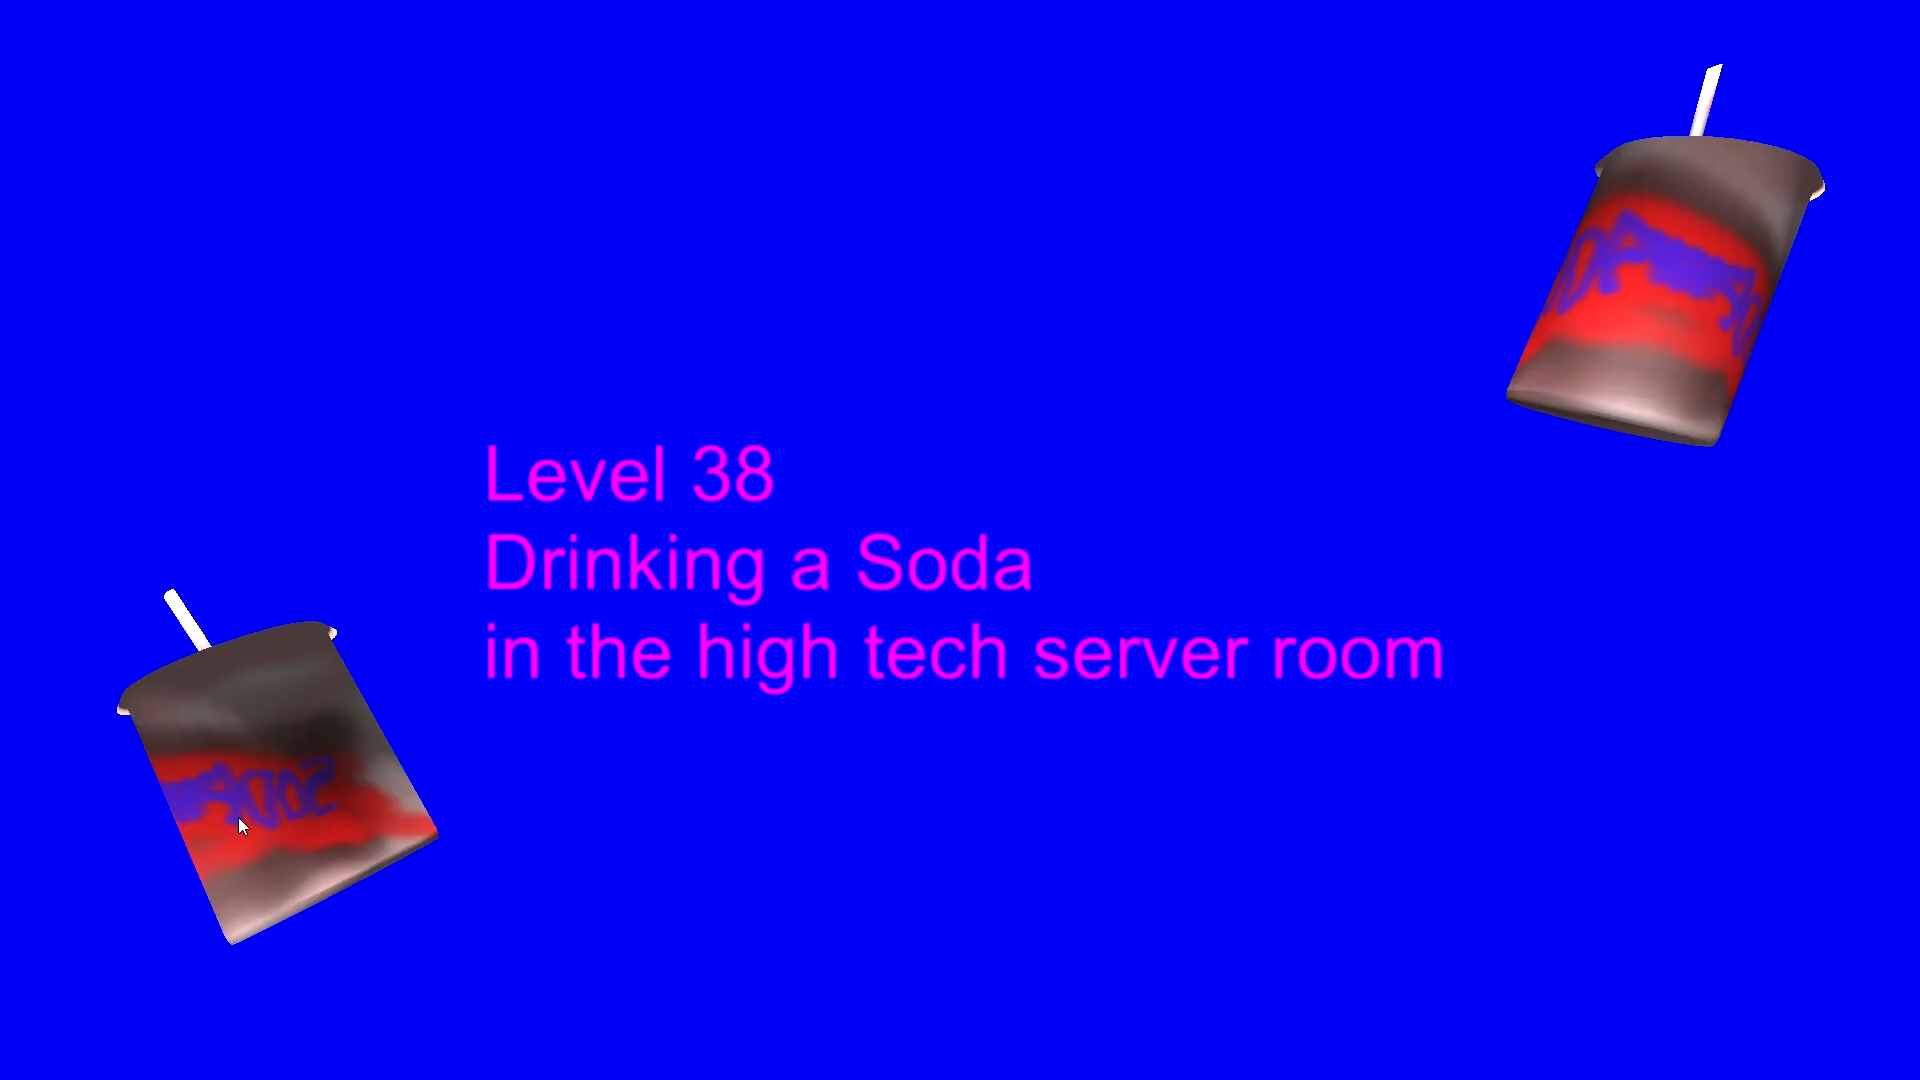 Level 38
Drinking a Soda
in the high tech server room